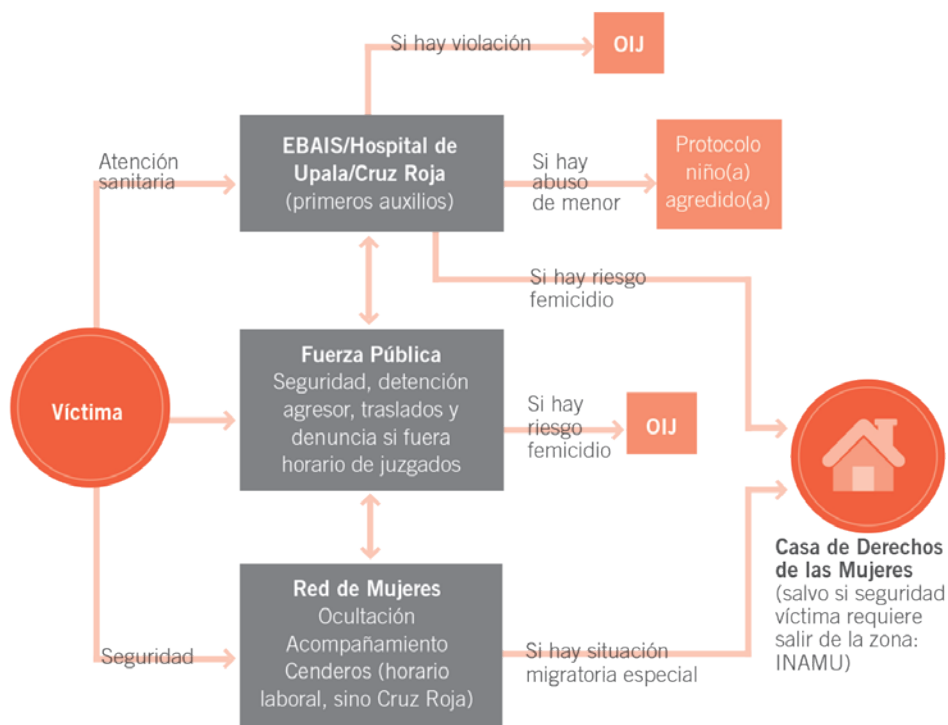 Si hay violación
OIJ
EBAIS/Hospital de
Upala/Cruz Roja
(primeros auxilios)
Atención
sanitaria
Si hay
abuso
de menor
Protocolo
niño(a)
agredido(a)
Si hay riesgo
femicidio
Víctima
Fuerza Pública
Seguridad, detención
agresor, traslados y
denuncia si fuera
horario de juzgados
Si hay
riesgo
femicidio
OIJ
Casa de Derechos
de las Mujeres
(salvo si seguridad
víctima requiere
salir de la zona:
INAMU)
Seguridad
Red de Mujeres
Ocultación
Acompañamiento
Cenderos (horario
laboral, sino Cruz Roja)
Si hay situación
migratoria especial